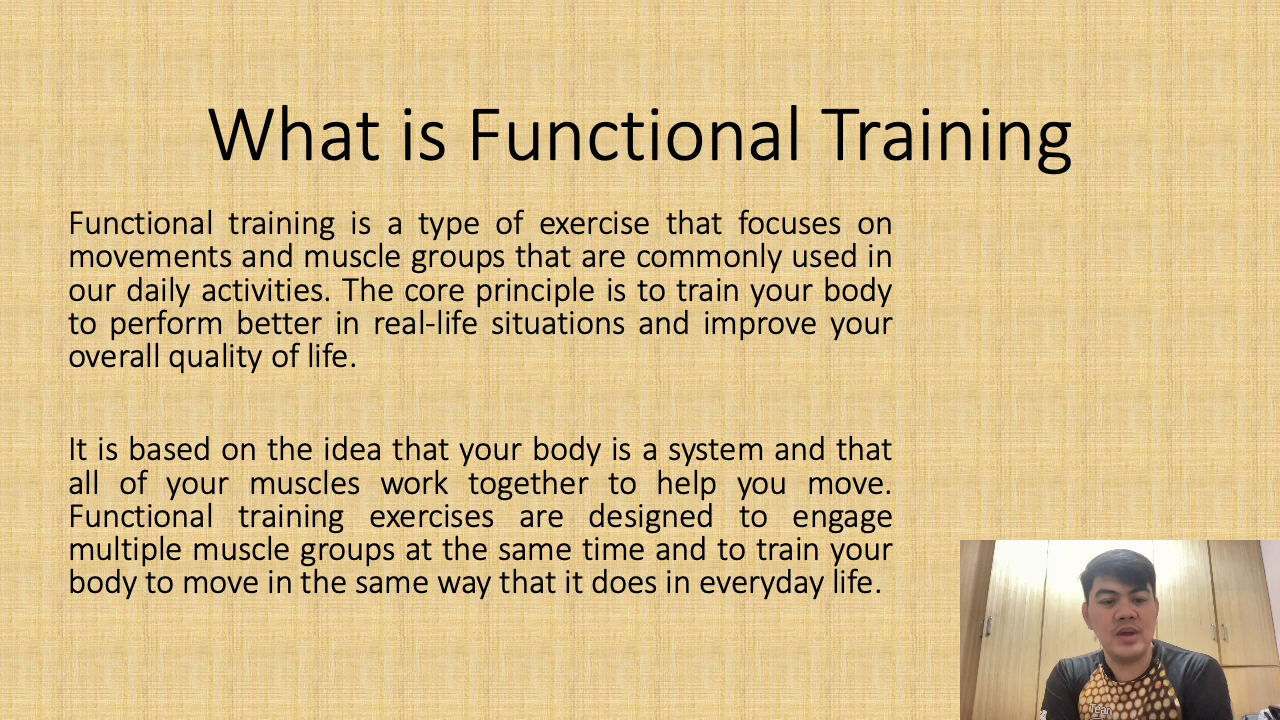 What is Functional Training
Functional training is a type of exercise that focuses on
movements and muscle groups that are commonly used in
our daily activities. The core principle is to train your body
to perform better in real-life situations and improve your
overall quality of life.
It is based on the idea that your body is a system and that
all of your muscles work together to help you move.
Functional training exercises are designed to engage
multiple muscle groups at the same time and to train your
body to move in the same way that it does in everyday life.
Team